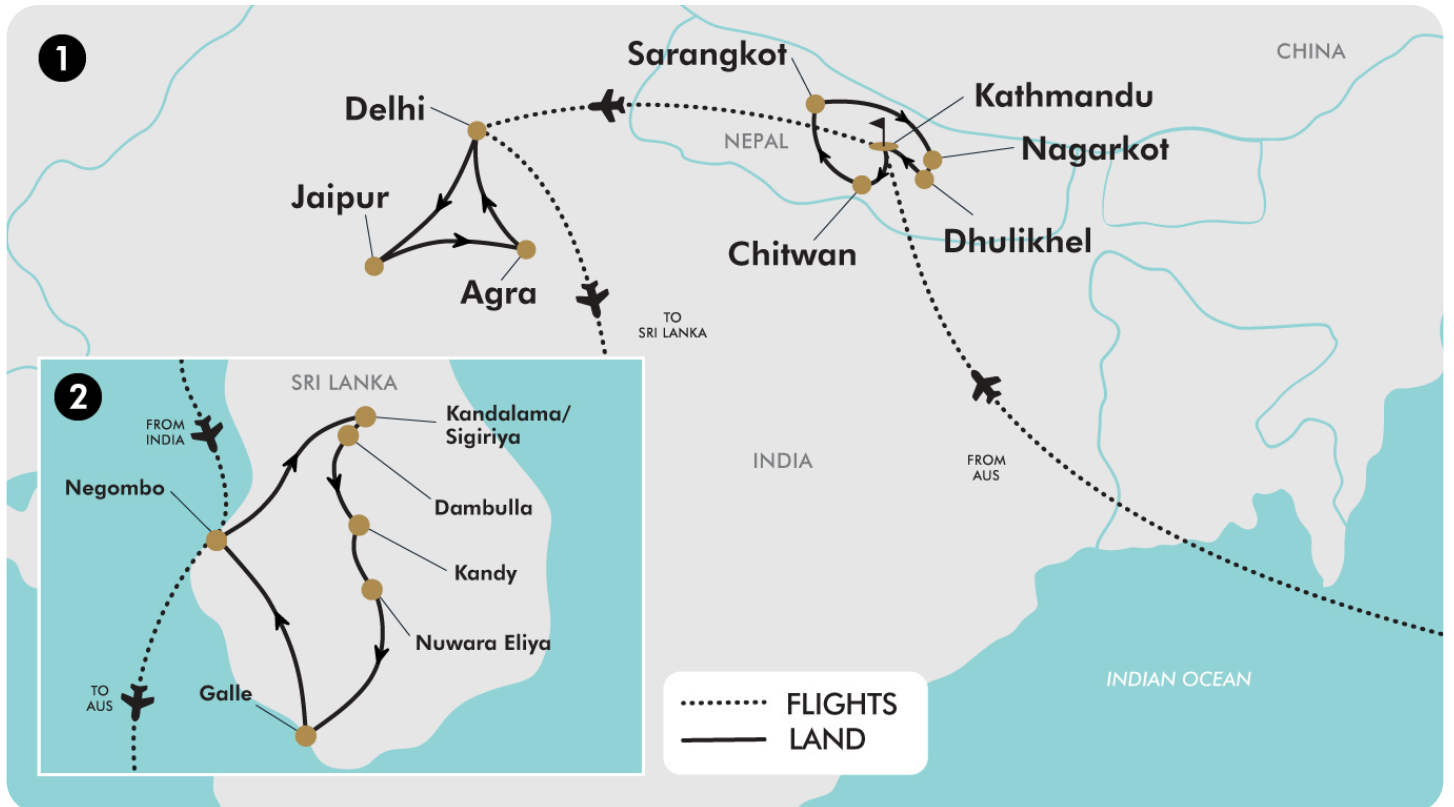 1
Sarangkot
CHINA
Delhi
Kathmandu
NEPAL
Nagarkot
Jaipur
Chitwan
Dhulikhel
Agra
TO
SRI LANKA
2
SRI LANKA
FROM
INDIA
Kandalama/
Sigiriya
Negombo
Dambulla
Kandy
Nuwara Eliya
TO
AUS
Galle
INDIA
FROM
AUS
INDIAN OCEAN
FLIGHTS
LAND